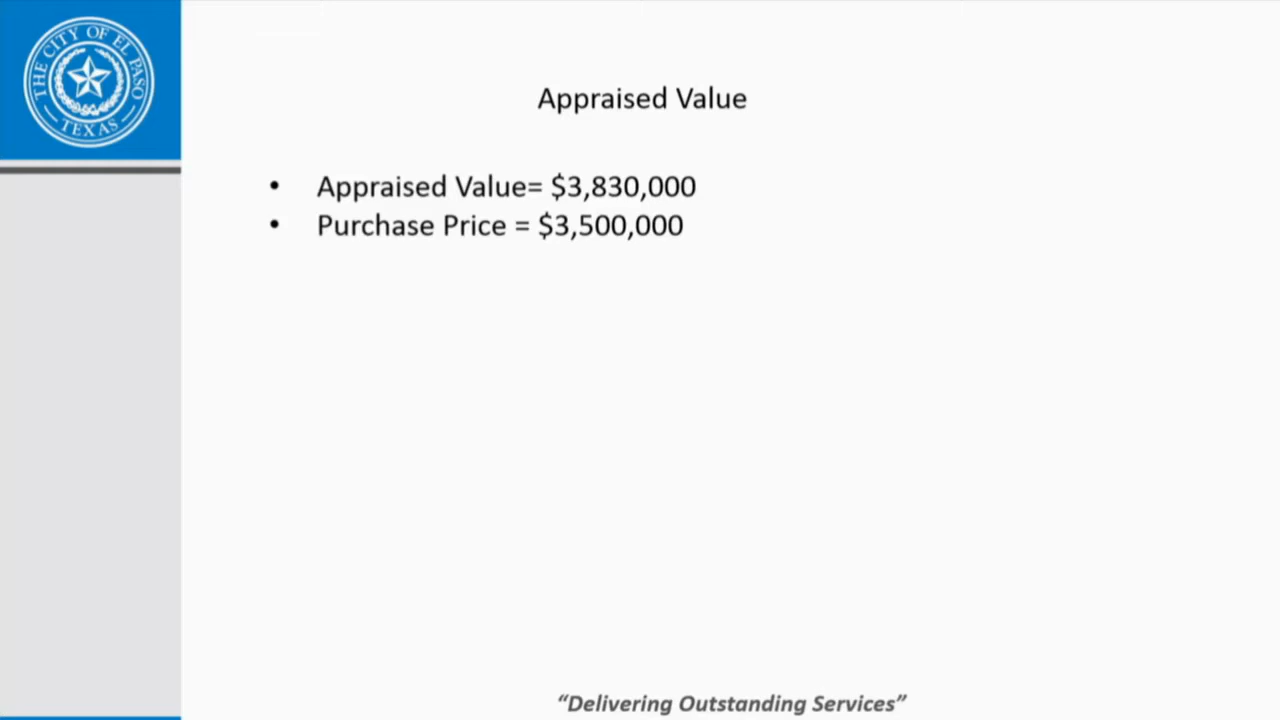 THE CITY OF EL PASO
TEXAS
Appraised Value
• Appraised Value= $3,830,000
• Purchase Price = $3,500,000
“Delivering Outstanding Services”